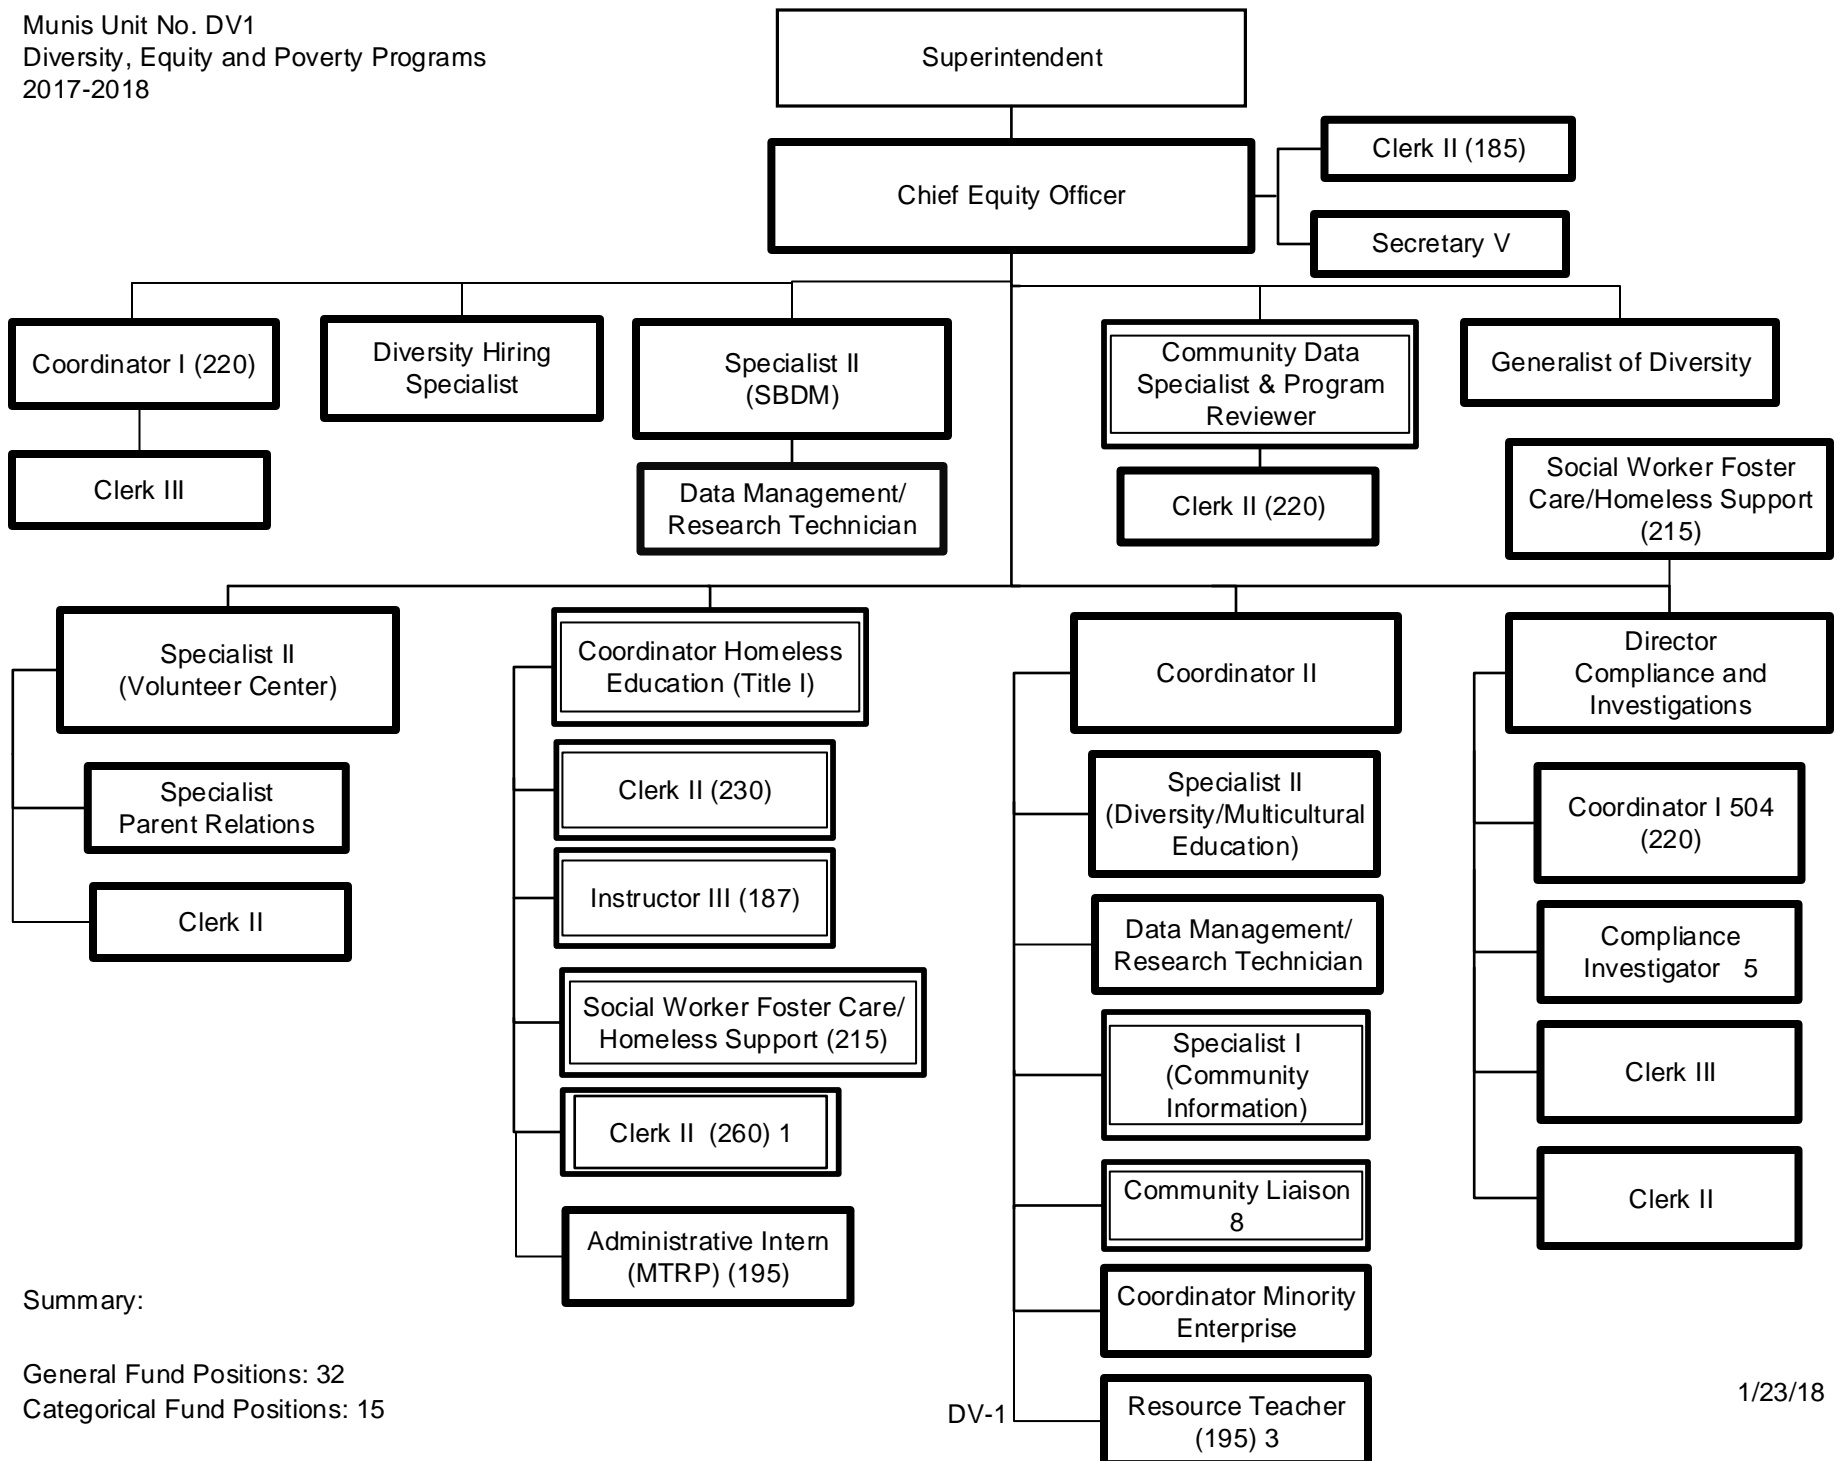 Munis Unit No. DV1
Diversity, Equity and Poverty Programs
2017-2018
Superintendent
Chief Equity Officer
Clerk II (185)
Secretary V
Coordinator I (220)
Clerk III
Diversity Hiring
Specialist
Specialist II
(SBDM)
Data Management/
Research Technician
Community Data
Specialist & Program
Reviewer
Clerk II (220)
Generalist of Diversity
Social Worker Foster
Care/Homeless Support
(215)
Specialist II
(Volunteer Center)
Specialist
Parent Relations
Clerk II
Coordinator Homeless
Education (Title I)
Clerk II (230)
Instructor III (187)
Social Worker Foster Care/
Homeless Support (215)
Clerk II (260) 1
Administrative Intern
(MTRP) (195)
Coordinator II
Specialist II
(Diversity/Multicultural
Education)
Data Management/
Research Technician
Specialist I
(Community
Information)
Community Liaison
8
Coordinator Minority
Enterprise
Resource Teacher
(195) 3
Director
Compliance and
Investigations
Coordinator I 504
(220)
Compliance
Investigator 5
Clerk III
Clerk II
Summary:
General Fund Positions: 32
Categorical Fund Positions: 15
DV-1
1/23/18